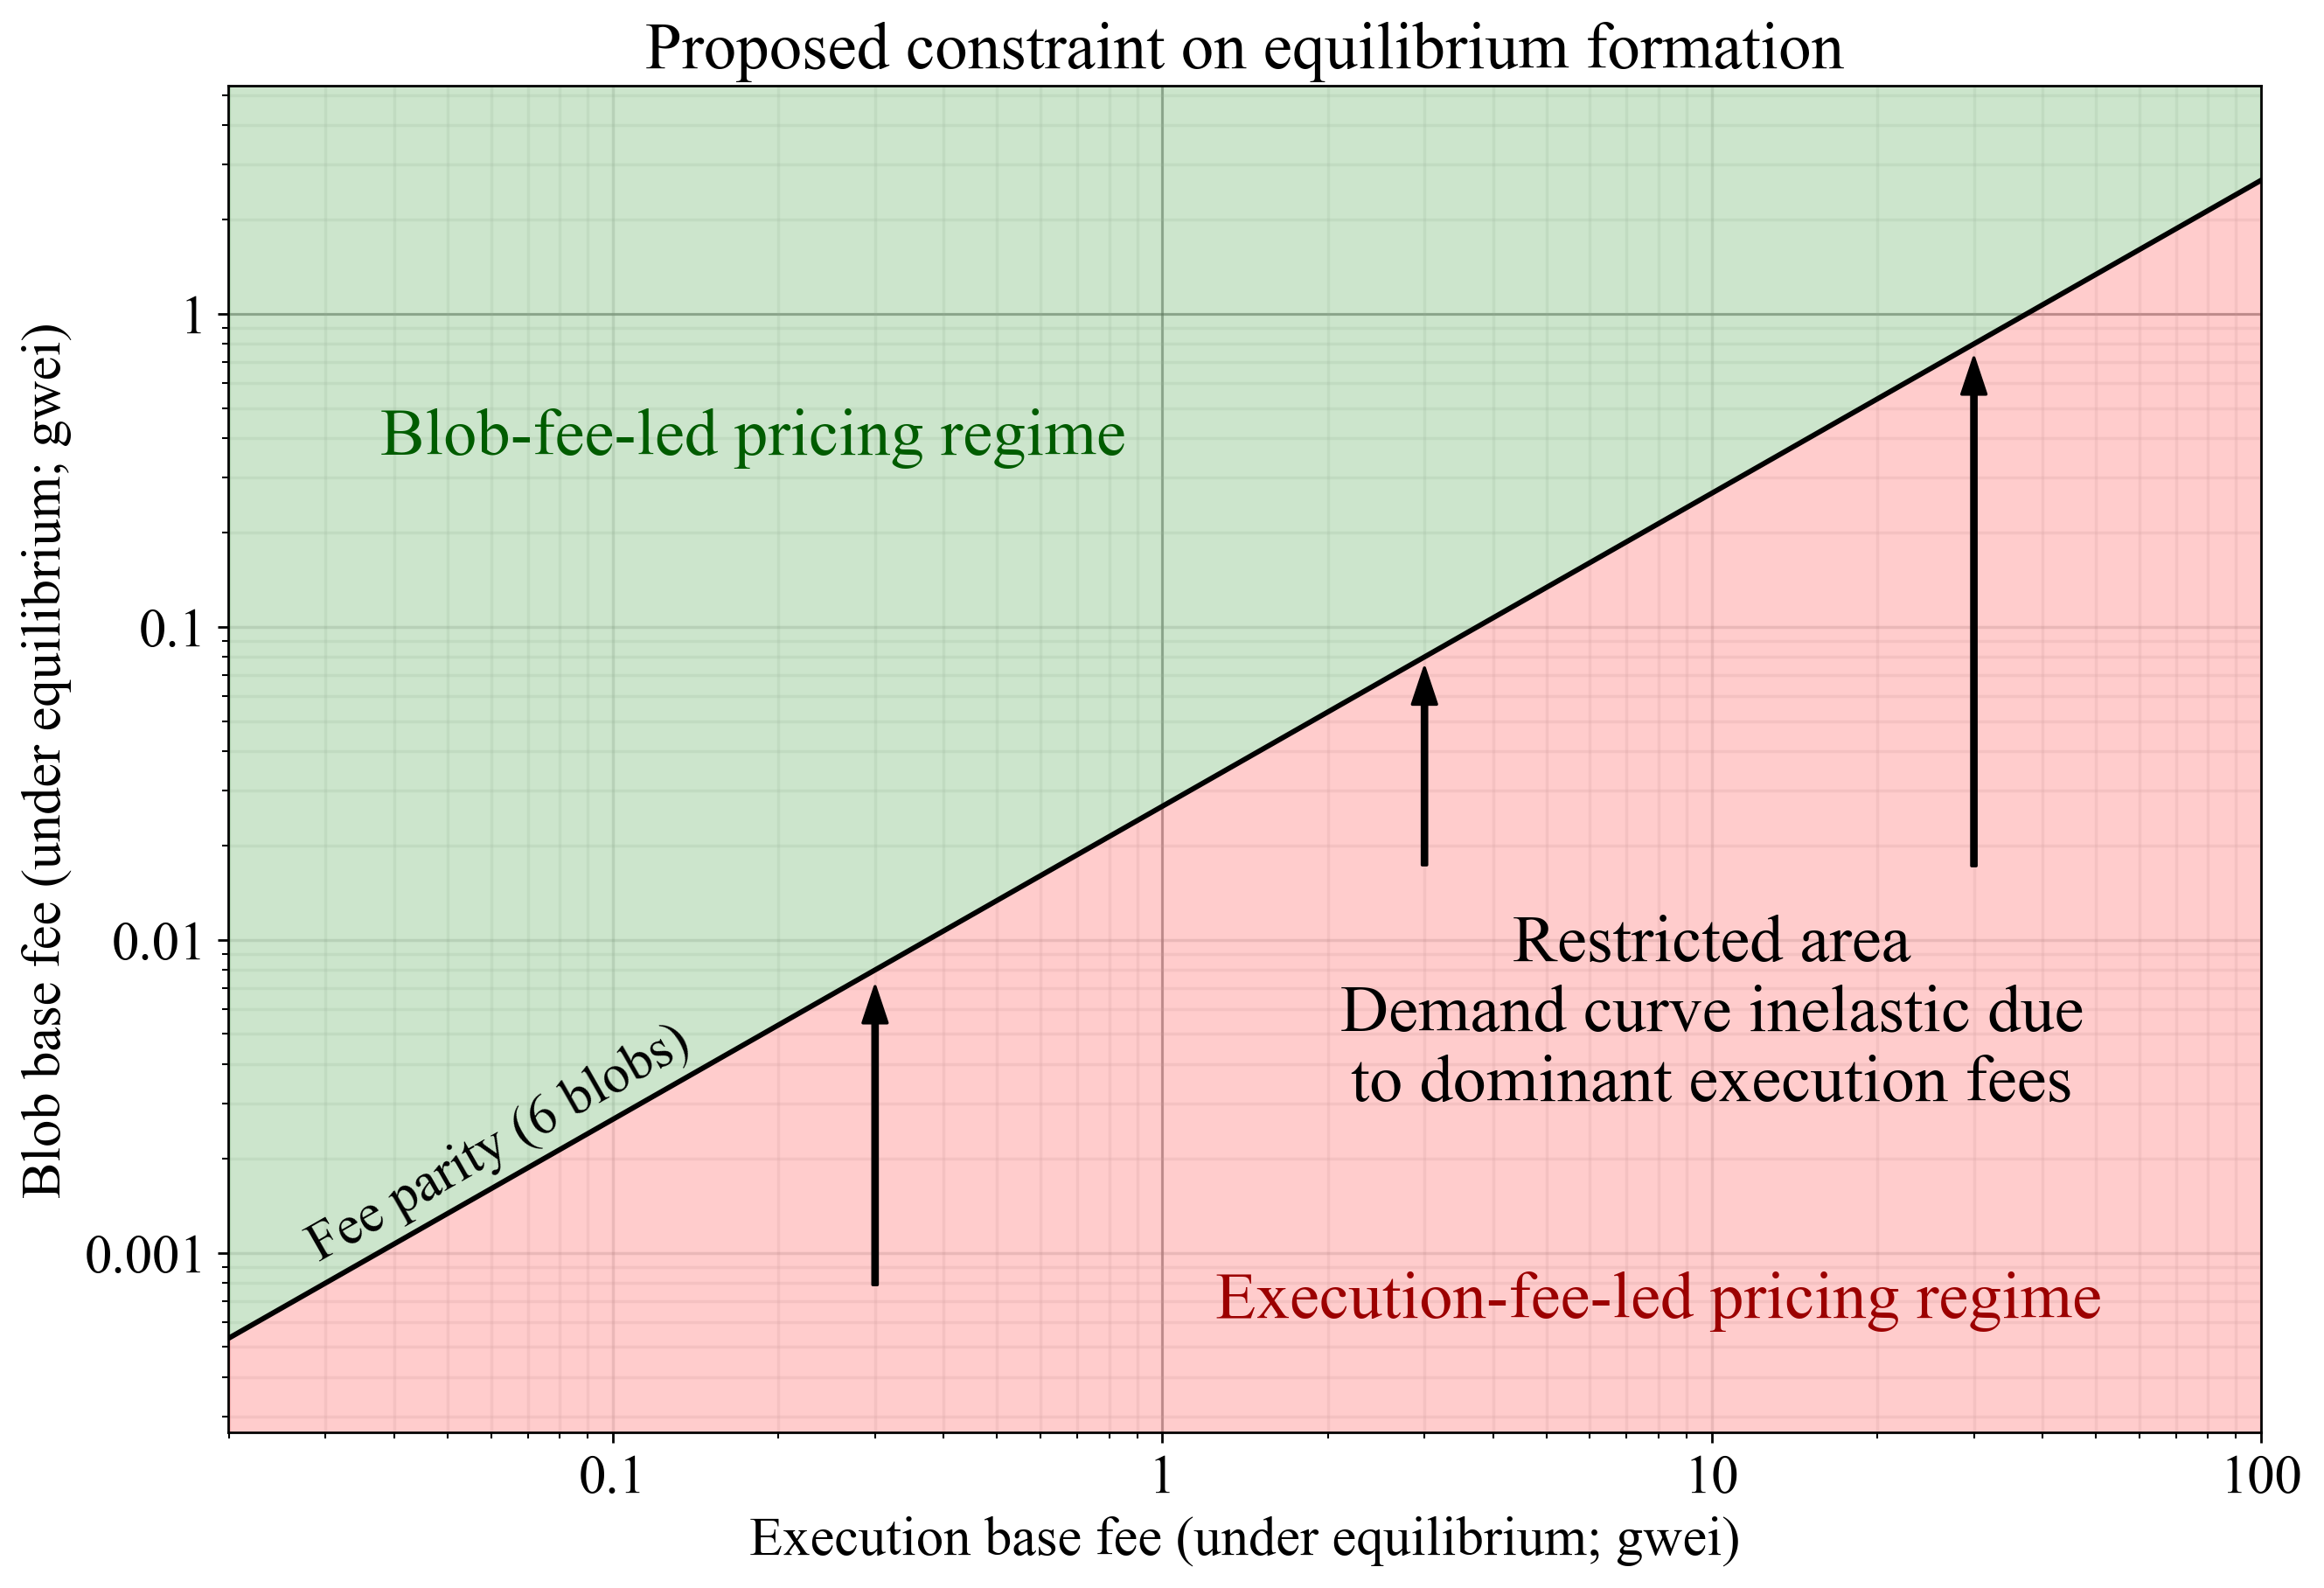 Proposed constraint on equilibrium formation
Blob base fee (under equilibrium; gwei)
1
0.1
0.01
0.001
Blob-fee-led pricing regime
Fee parity (6 blobs)
Restricted area
Demand curve inelastic due
to dominant execution fees
Execution-fee-led pricing regime
0.1
1
10
100
Execution base fee (under equilibrium; gwei)